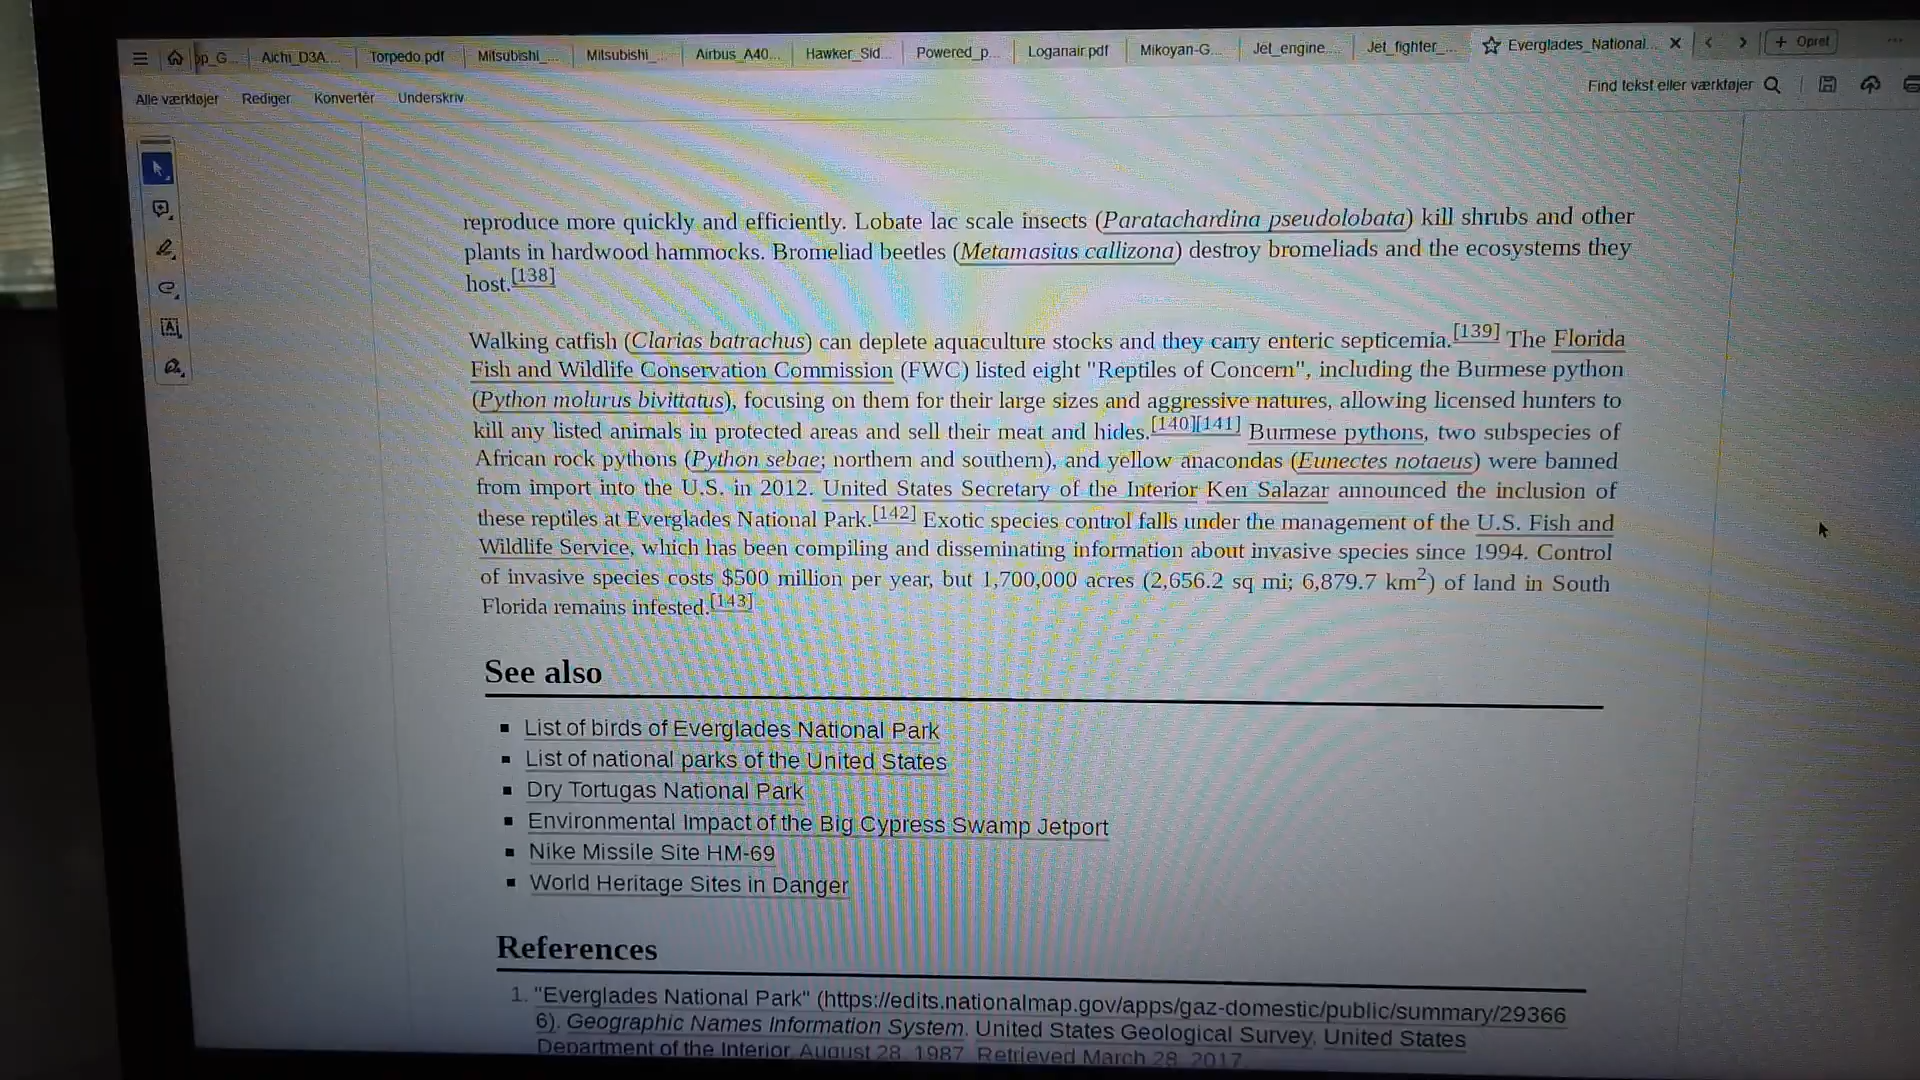 pp_G...
Aichi_D3A...
Torpedo.pdf
Mitsubishi_...
Mitsubishi_...
Airbus_A40...
Hawker_Sid...
Powered_p...
Loganair.pdf
Mikoyan-G...
Jet_engine....
Jet_fighter_...
Everglades_National...
+ Opret
Alle værktøjer Rediger Konvertér Underskriv
Find tekst eller værktøjer
reproduce more quickly and efficiently. Lobate lac scale insects (Paratachardina pseudolobata) kill shrubs and other
plants in hardwood hammocks. Bromeliad beetles (Metamasius callizona) destroy bromeliads and the ecosystems they
host.[138]
Walking catfish (Clarias batrachus) can deplete aquaculture stocks and they carry enteric septicemia.[139] The Florida
Fish and Wildlife Conservation Commission (FWC) listed eight "Reptiles of Concern", including the Burmese python
(Python molurus bivittatus), focusing on them for their large sizes and aggressive natures, allowing licensed hunters to
kill any listed animals in protected areas and sell their meat and hides.[140][141] Burmese pythons, two subspecies of
African rock pythons (Python sebae; northern and southern), and yellow anacondas (Eunectes notaeus) were banned
from import into the U.S. in 2012. United States Secretary of the Interior Ken Salazar announced the inclusion of
these reptiles at Everglades National Park.[142] Exotic species control falls under the management of the U.S. Fish and
Wildlife Service, which has been compiling and disseminating information about invasive species since 1994. Control
of invasive species costs $500 million per year, but 1,700,000 acres (2,656.2 sq mi; 6,879.7 km2) of land in South
Florida remains infested.[143]
See also
List of birds of Everglades National Park
List of national parks of the United States
Dry Tortugas National Park
Environmental Impact of the Big Cypress Swamp Jetport
Nike Missile Site HM-69
World Heritage Sites in Danger
References
1. "Everglades National Park" (https://edits.nationalmap.gov/apps/gaz-domestic/public/summary/29366
6). Geographic Names Information System. United States Geological Survey, United States
Department of the Interior. August 28, 1987. Retrieved March 28, 2017.